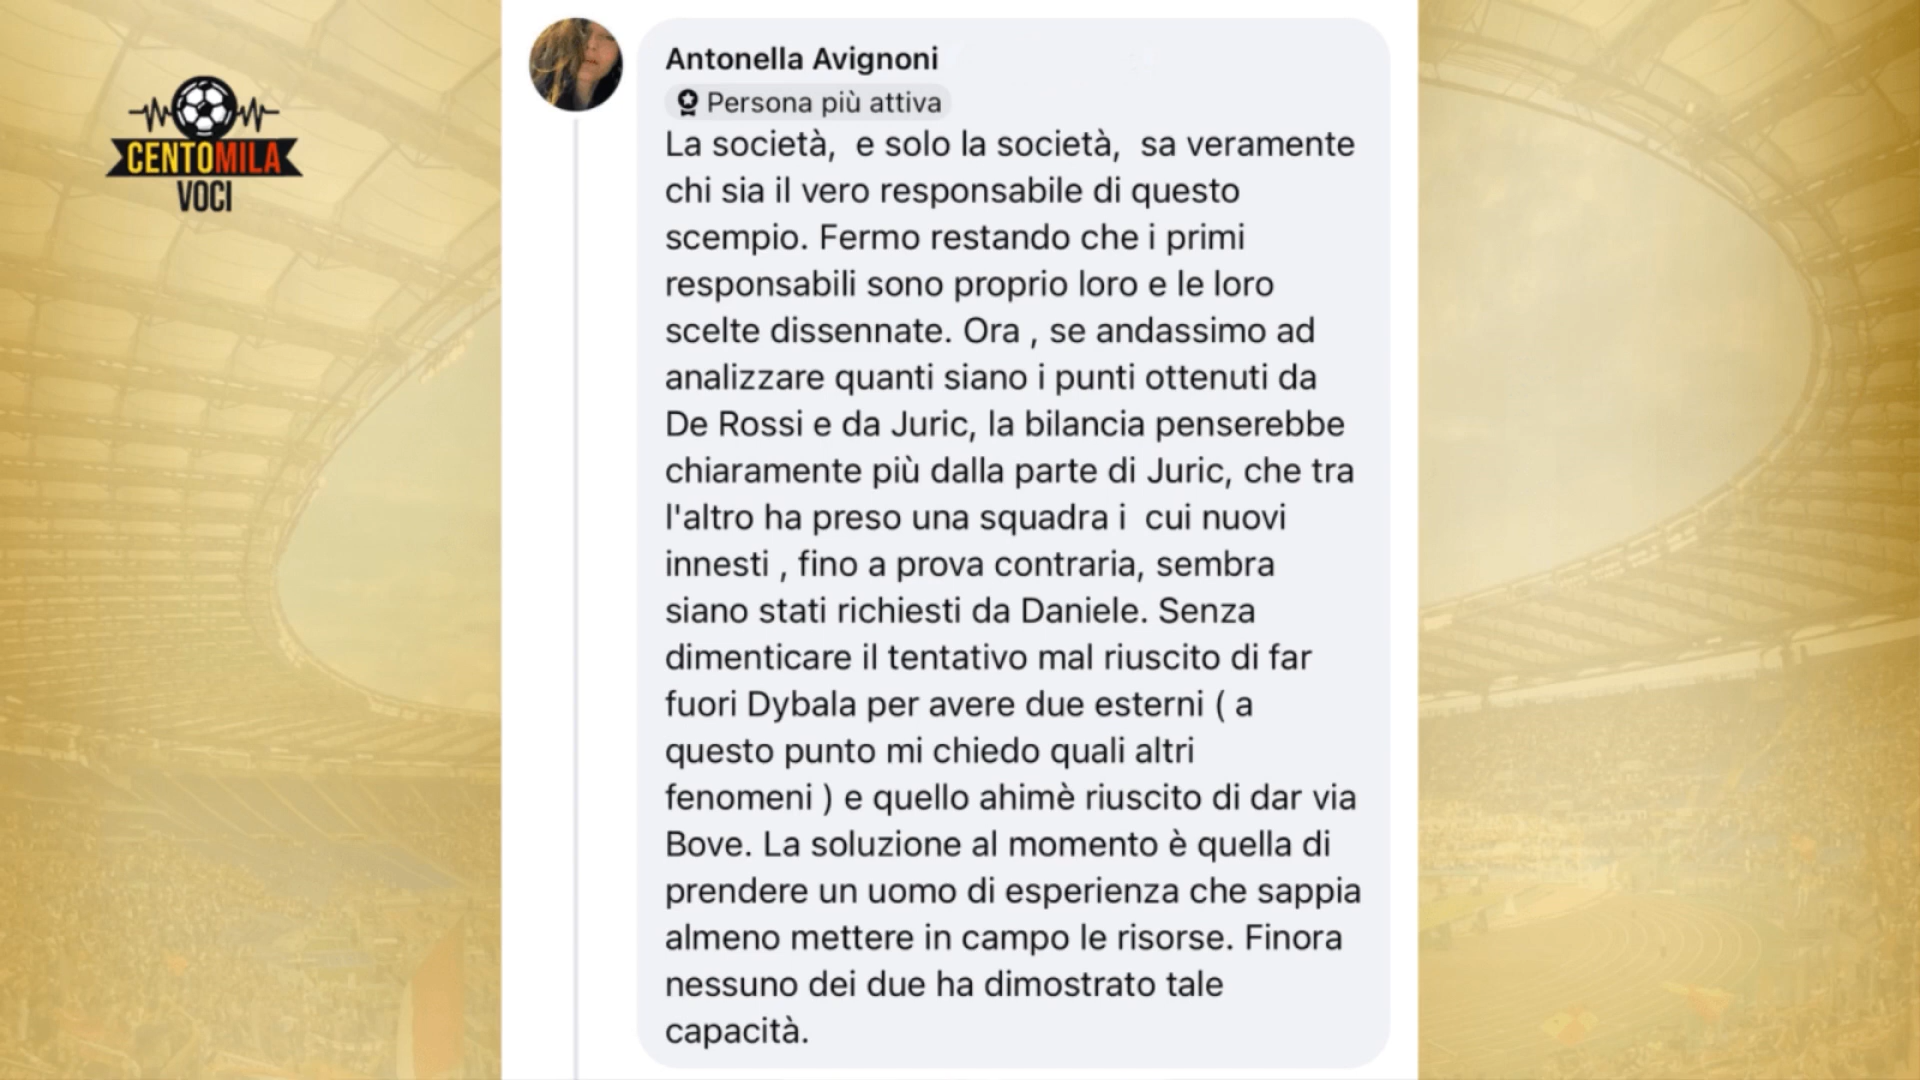 CENTOMILA
VOCI
Antonella Avignoni
Persona più attiva
La società,  e solo la società,  sa veramente
chi sia il vero responsabile di questo
scempio. Fermo restando che i primi
responsabili sono proprio loro e le loro
scelte dissennate. Ora , se andassimo ad
analizzare quanti siano i punti ottenuti da
De Rossi e da Juric, la bilancia penserebbe
chiaramente più dalla parte di Juric, che tra
l'altro ha preso una squadra i  cui nuovi
innesti , fino a prova contraria, sembra
siano stati richiesti da Daniele. Senza
dimenticare il tentativo mal riuscito di far
fuori Dybala per avere due esterni ( a
questo punto mi chiedo quali altri
fenomeni ) e quello ahimè riuscito di dar via
Bove. La soluzione al momento è quella di
prendere un uomo di esperienza che sappia
almeno mettere in campo le risorse. Finora
nessuno dei due ha dimostrato tale
capacità.